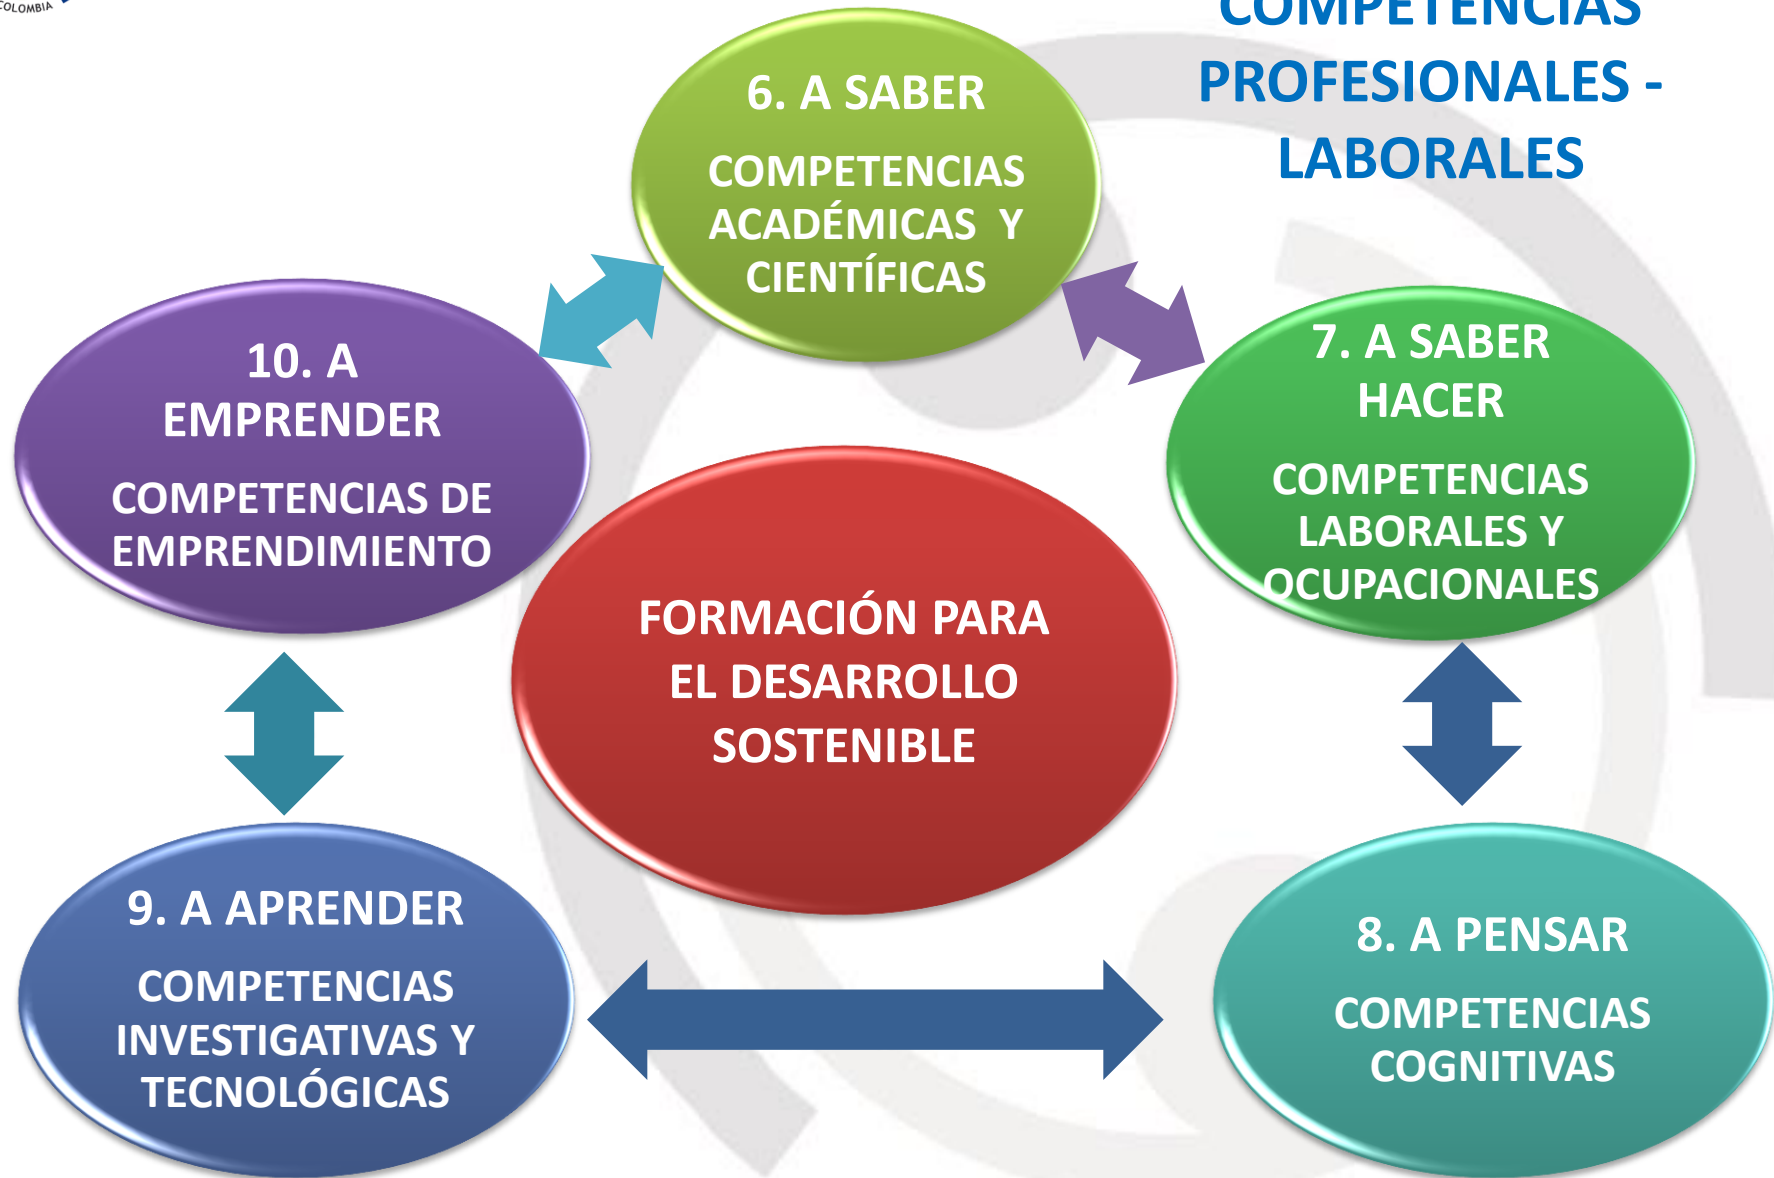 COLOMBIA
COMPETENCIAS
PROFESIONALES -
LABORALES
6. A SABER
COMPETENCIAS
ACADÉMICAS Y
CIENTÍFICAS
7. A SABER
HACER
COMPETENCIAS
LABORALES Y
OCUPACIONALES
8. A PENSAR
COMPETENCIAS
COGNITIVAS
9. A APRENDER
COMPETENCIAS
INVESTIGATIVAS Y
TECNOLÓGICAS
10. A
EMPRENDER
COMPETENCIAS DE
EMPRENDIMIENTO
FORMACIÓN PARA
EL DESARROLLO
SOSTENIBLE